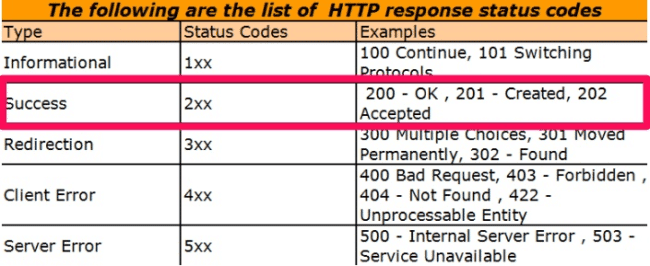 The following are the list of HTTP response status codes
Type Status Codes Examples
Informational 1xx 100 Continue, 101 Switching
Protocols
Success 2xx 200 - OK , 201 - Created, 202
Accepted
Redirection 3xx 300 Multiple Choices, 301 Moved
Permanently, 302 - Found
Client Error 4xx 400 Bad Request, 403 - Forbidden ,
404 - Not Found , 422 -
Unprocessable Entity
Server Error 5xx 500 - Internal Server Error , 503 -
Service Unavailable